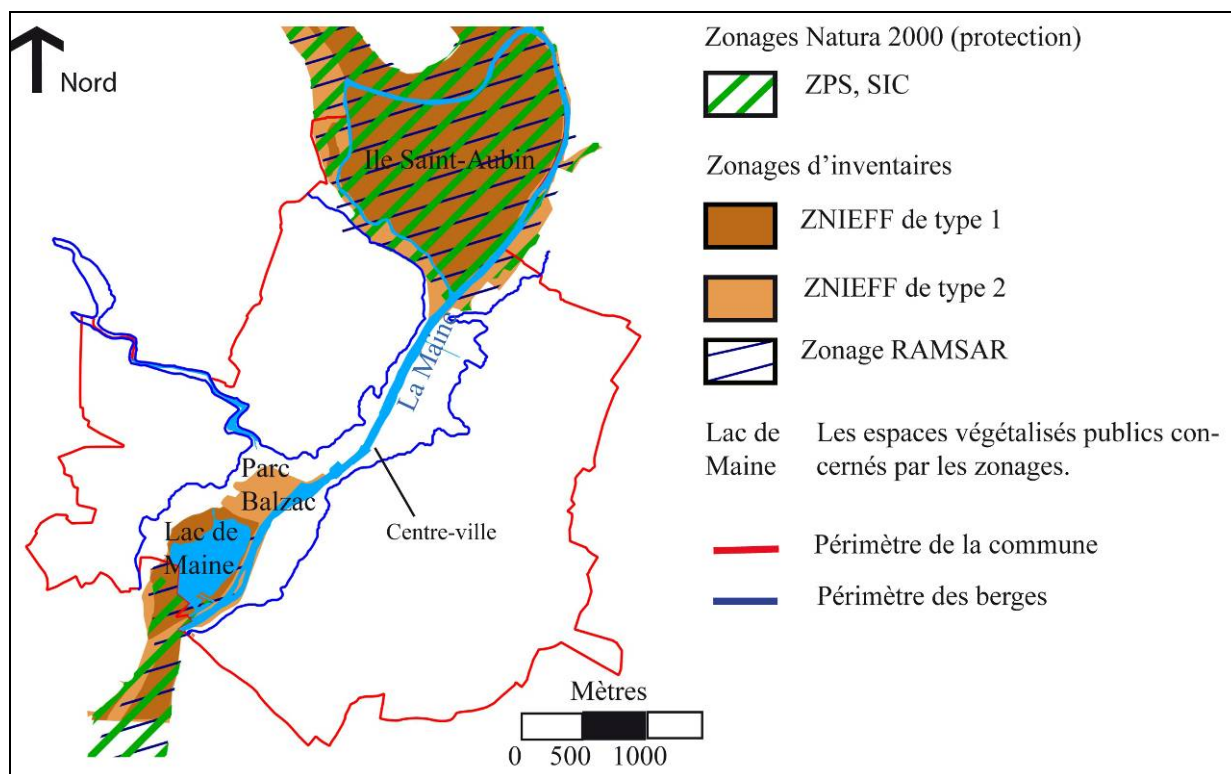 Nord
Ile Saint-Aubin
La Maine
Parc
Balzac
Lac de
Maine
Centre-ville
Mètres
0 500 1000
Zonages Natura 2000 (protection)
ZPS, SIC
Zonages d’inventaires
ZNIEFF de type 1
ZNIEFF de type 2
Zonage RAMSAR
Lac de Les espaces végétalisés publics con-
Maine cernés par les zonages.
Périmètre de la commune
Périmètre des berges